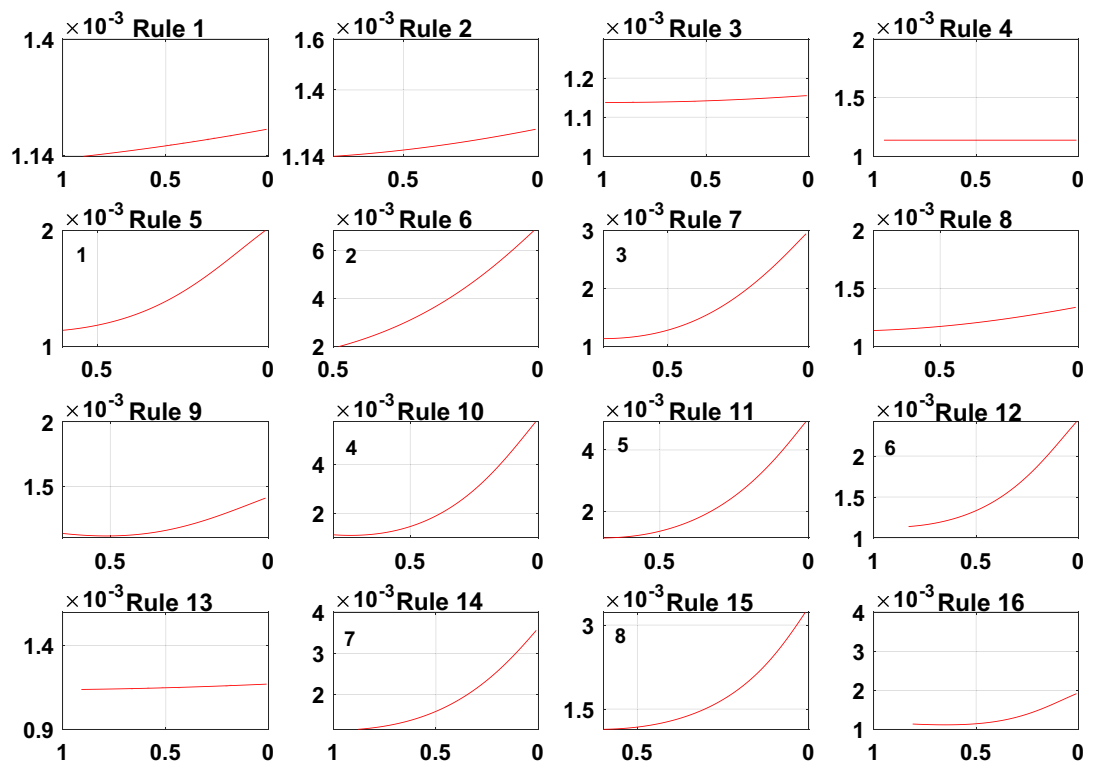 ×10-3 Rule 1
1.4
1.14
1 0.5 0
×10-3 Rule 2
1.6
1.4
1.14
0.5 0
×10-3 Rule 3
1.2
1.1
1
1 0.5 0
×10-3 Rule 4
2
1.5
1
1 0.5 0
×10-3 Rule 5
2
1
1
0.5 0
×10-3 Rule 6
6
2
4
2
0.5 0
×10-3 Rule 7
3
3
2
1
0.5 0
×10-3 Rule 8
2
1.5
1
0.5 0
×10-3 Rule 9
2
1.5
0.5 0
×10-3 Rule 10
4
4
2
0.5 0
×10-3 Rule 11
5
4
2
0.5 0
×10-3 Rule 12
6
2
1.5
1
1 0.5 0
×10-3 Rule 13
1.4
0.9
1 0.5 0
×10-3 Rule 14
4
7
3
2
1 0.5 0
×10-3 Rule 15
3
8
1.5
0.5 0
×10-3 Rule 16
4
3
2
1
1 0.5 0